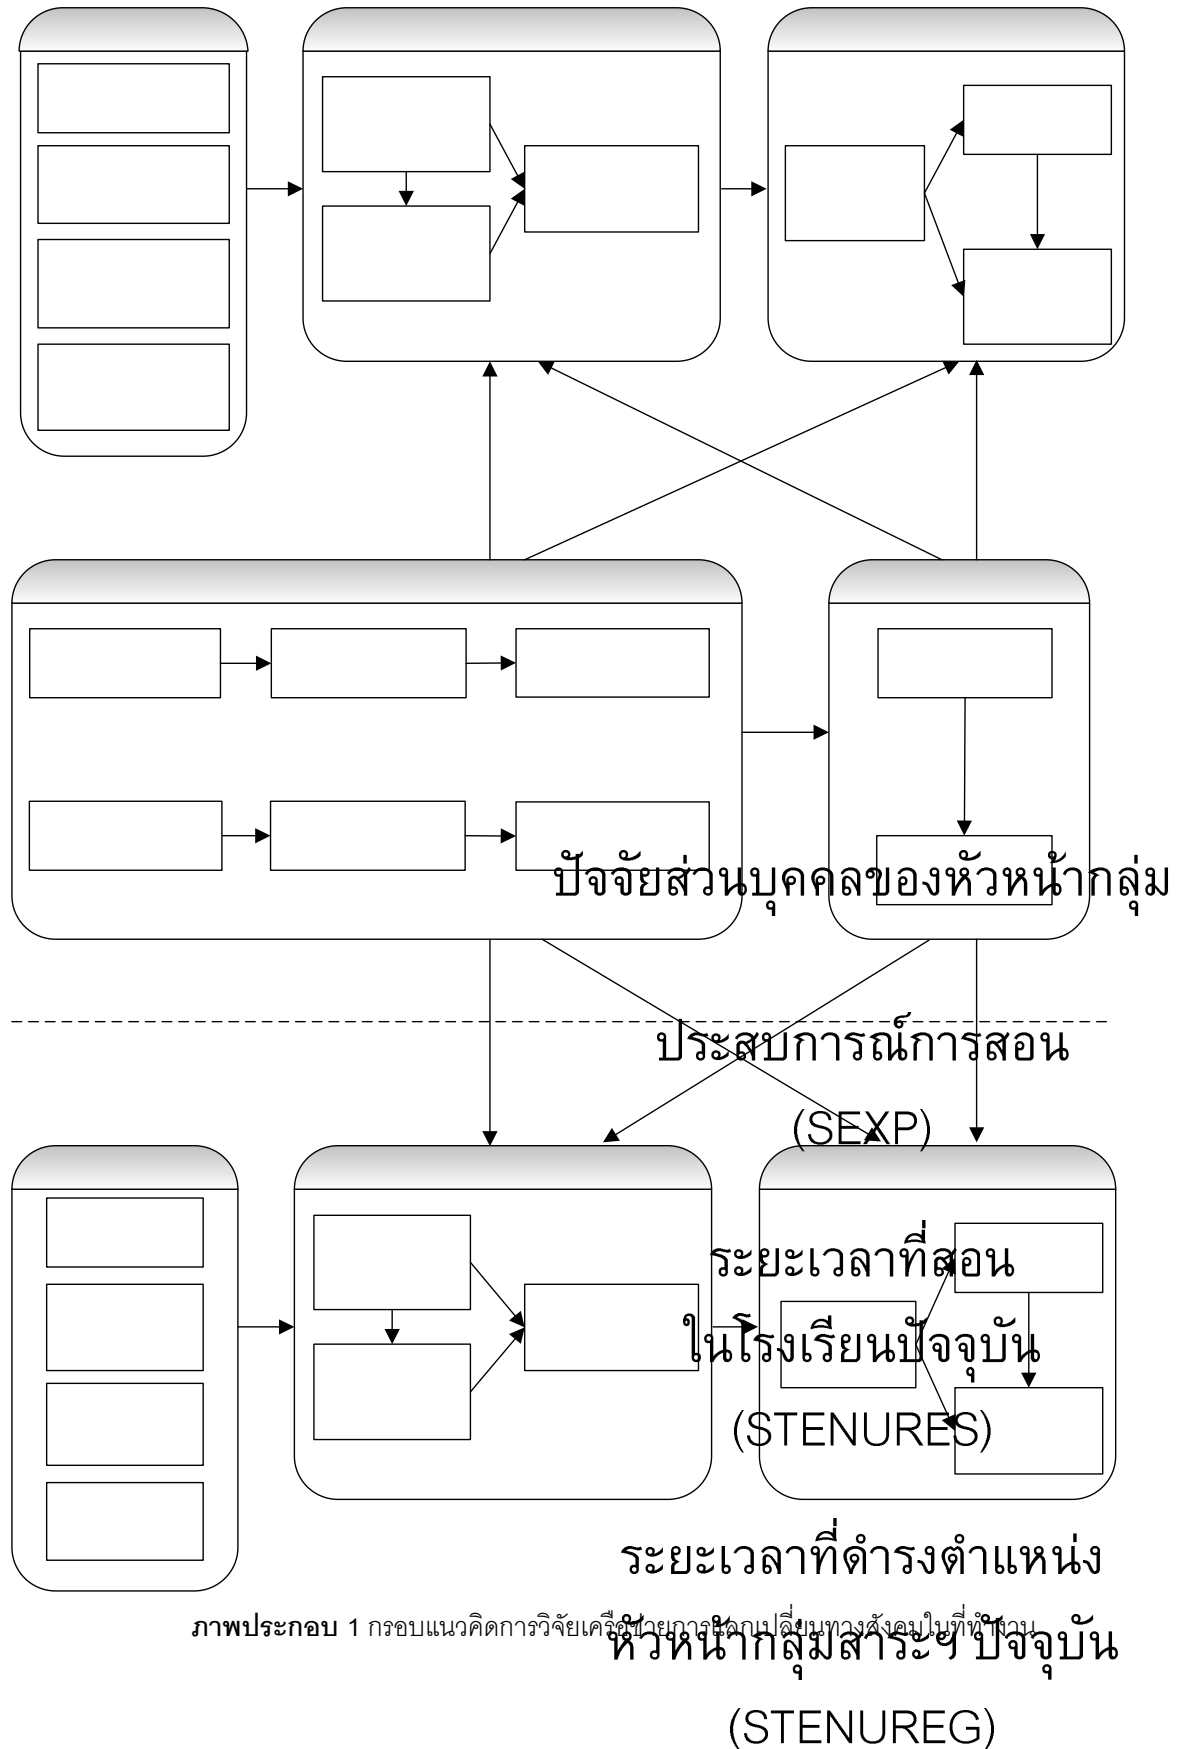 ปัจจัยส่วนบุคคลของหัวหน้ากลุ่ม
ประสบการณ์การสอน
(SEXP)
ระยะเวลาที่สอน
ในโรงเรียนปัจจุบัน
(STENURES)
ระยะเวลาที่ดำรงตำแหน่ง
ภาพประกอบ 1 กรอบแนวคิดการวิจัยเครือข่ายการแลกเปลี่ยนทางสังคมในที่ทำงาน
หัวหน้ากลุ่มสาระฯ ปัจจุบัน
(STENUREG)